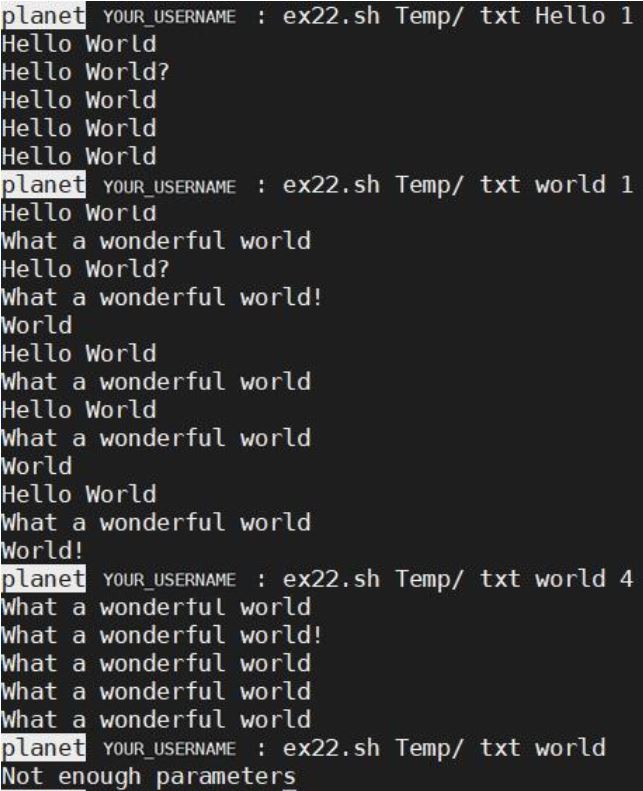 planet YOUR_USERNAME : ex22.sh Temp/ txt Hello 1
Hello World
Hello World?
Hello World
Hello World
Hello World
planet YOUR_USERNAME : ex22.sh Temp/ txt world 1
Hello World
What a wonderful world
Hello World?
What a wonderful world!
World
Hello World
What a wonderful world
Hello World
What a wonderful world
World
Hello World
What a wonderful world
World!
planet YOUR_USERNAME : ex22.sh Temp/ txt world 4
What a wonderful world
What a wonderful world!
What a wonderful world
What a wonderful world
What a wonderful world
planet YOUR_USERNAME : ex22.sh Temp/ txt world
Not enough parameters